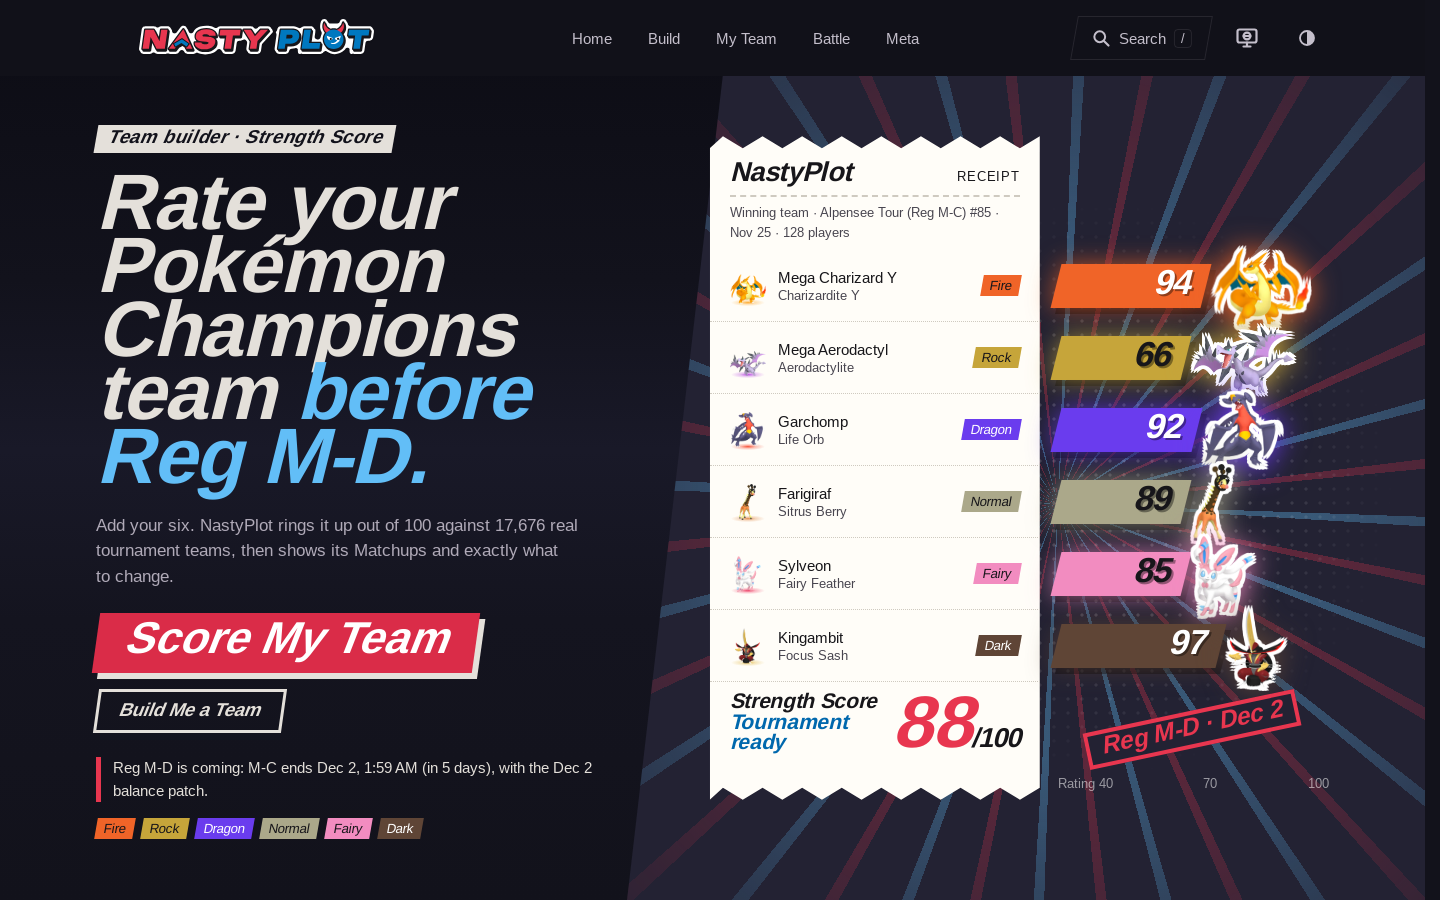 NASTY PLOT
Home
Build
My Team
Battle
Meta
Search /
Team builder · Strength Score
Rate your
Pokémon
Champions
team before
Reg M-D.
Add your six. NastyPlot rings it up out of 100 against 17,676 real
tournament teams, then shows its Matchups and exactly what
to change.
Score My Team
Build Me a Team
Reg M-D is coming: M-C ends Dec 2, 1:59 AM (in 5 days), with the Dec 2
balance patch.
Fire
Rock
Dragon
Normal
Fairy
Dark
NastyPlot
RECEIPT
Winning team · Alpensee Tour (Reg M-C) #85 ·
Nov 25 · 128 players
Mega Charizard Y
Charizardite Y
Fire
94
Mega Aerodactyl
Aerodactylite
Rock
66
Garchomp
Life Orb
Dragon
92
Farigiraf
Sitrus Berry
Normal
89
Sylveon
Fairy Feather
Fairy
85
Kingambit
Focus Sash
Dark
97
Strength Score
Tournament
ready
88/100
Reg M-D · Dec 2
Rating 40
70
100